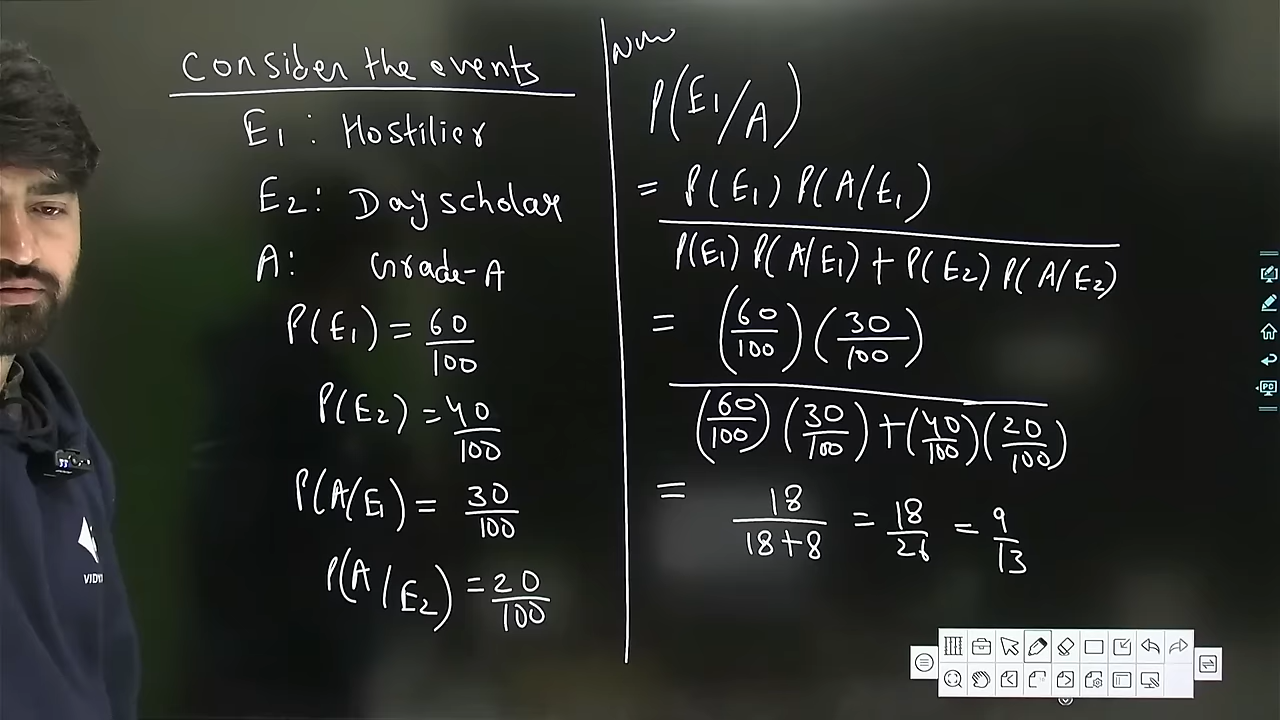 Consider the events
E1 : Hostilier
E2: Day scholar
A: Grade-A
P(E1) = 60/100
P(E2) = 40/100
P(A/E1) = 30/100
P(A/E2) = 20/100
Now
P(E1/A)
= P(E1) P(A/E1)
P(E1) P(A/E1) + P(E2) P(A/E2)
= (60/100) (30/100)
(60/100) (30/100) + (40/100) (20/100)
= 18/18+8 = 18/26 = 9/13